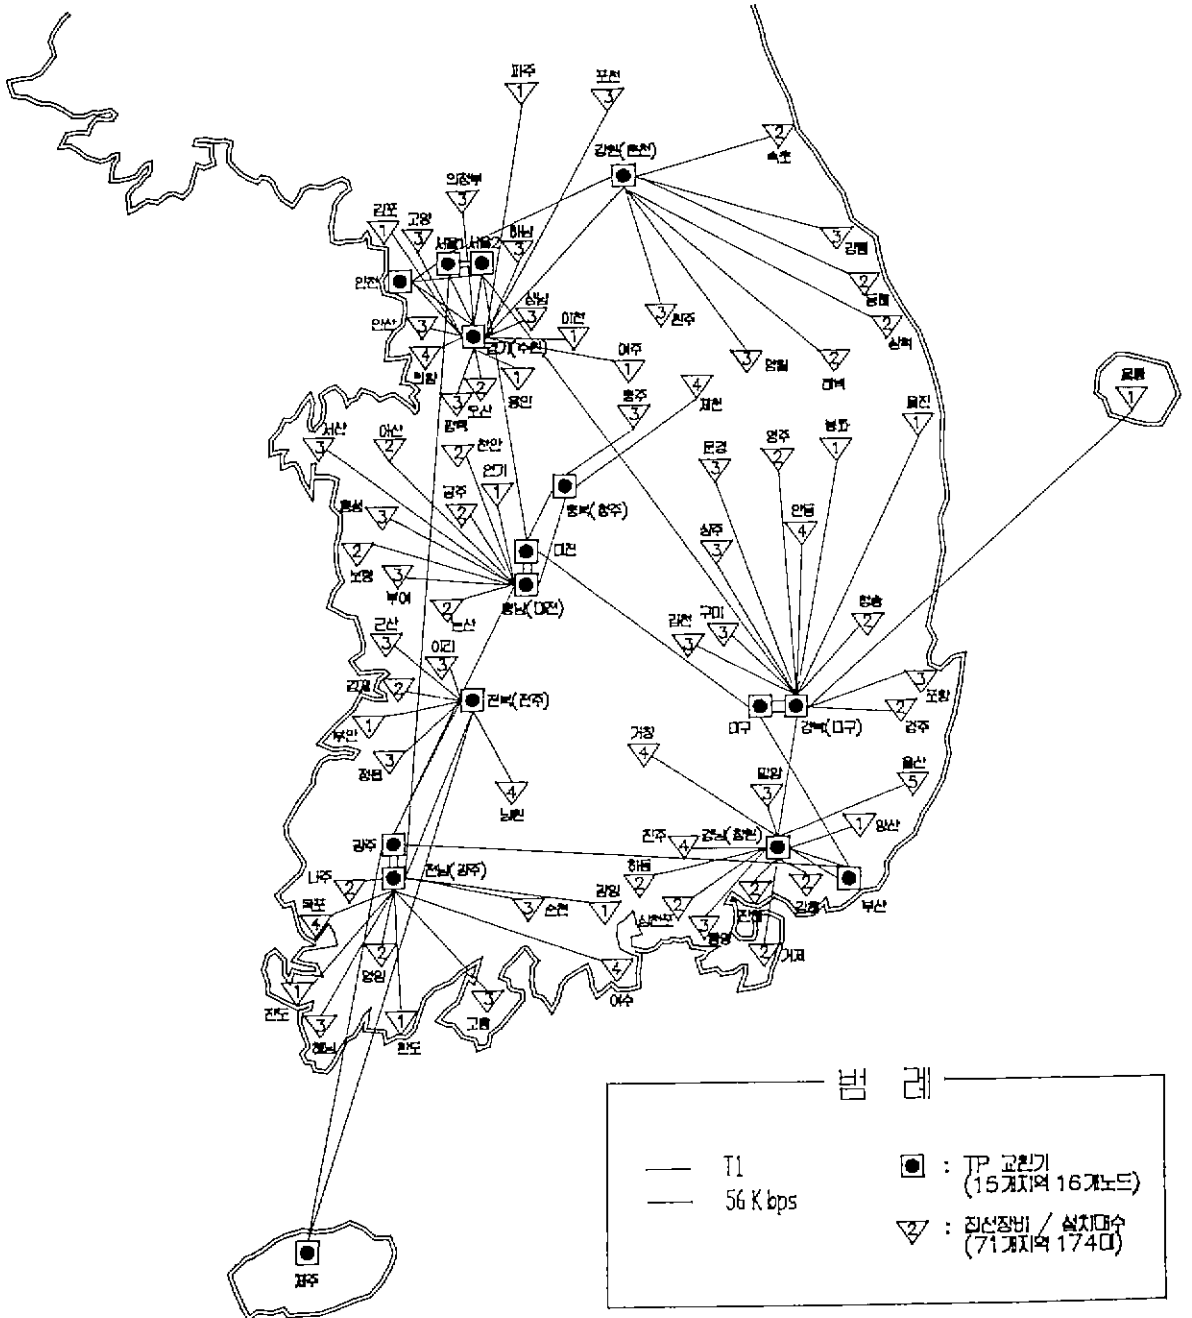 파주
1
포천
3
강원(춘천)
2
속초
의정부
3
김포
1
고양
3
서울1
서울2
하남
3
3
강릉
인천
2
동해
안산
3
성남
3
이천
1
3
원주
2
삼척
경기(수원)
4
의왕
여주
1
3
영월
2
태백
울릉
1
3
평택
2
오산
1
용인
충주
3
4
제천
서산
3
아산
2
천안
2
연기
1
문경
3
영주
2
봉화
1
울진
1
홍성
3
공주
2
충북(청주)
안동
4
2
보령
대전
상주
3
3
부여
충남(대전)
2
논산
청송
2
군산
3
이리
3
김천
3
구미
3
김제
2
전북(전주)
3
포항
부안
1
대구
경북(대구)
2
경주
정읍
3
4
남원
거창
4
밀양
3
울산
5
광주
진주
4
경남(창원)
1
양산
전남(광주)
나주
2
하동
2
목포
4
3
순천
광양
1
삼천포
2
2
진해
2
부산
3
2
영암
2
거제
1
진도
3
해남
1
완도
3
고흥
4
여수
제주
범 례
T1
56 Kbps
: TP 교환기
(15개지역 16개노드)
2 : 집선장비 / 설치대수
(71개지역 174대)